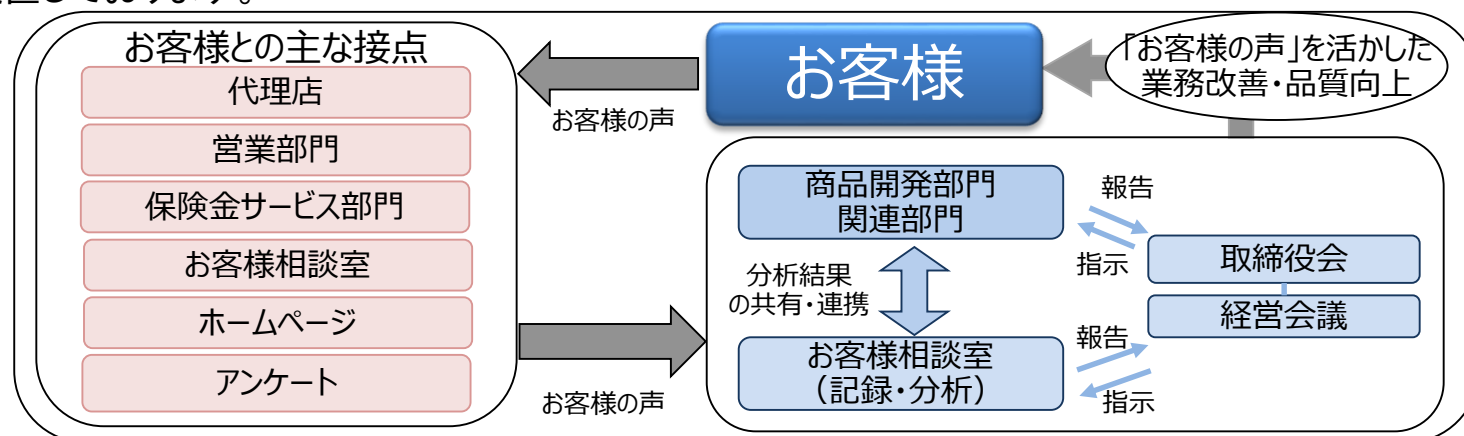 お客様との主な接点
代理店
営業部門
保険金サービス部門
お客様相談室
ホームページ
アンケート
お客様の声
お客様の声
お客様
「お客様の声」を活かした
業務改善・品質向上
商品開発部門
関連部門
分析結果
の共有・連携
お客様相談室
（記録・分析）
報告
指示
取締役会
経営会議
報告
指示